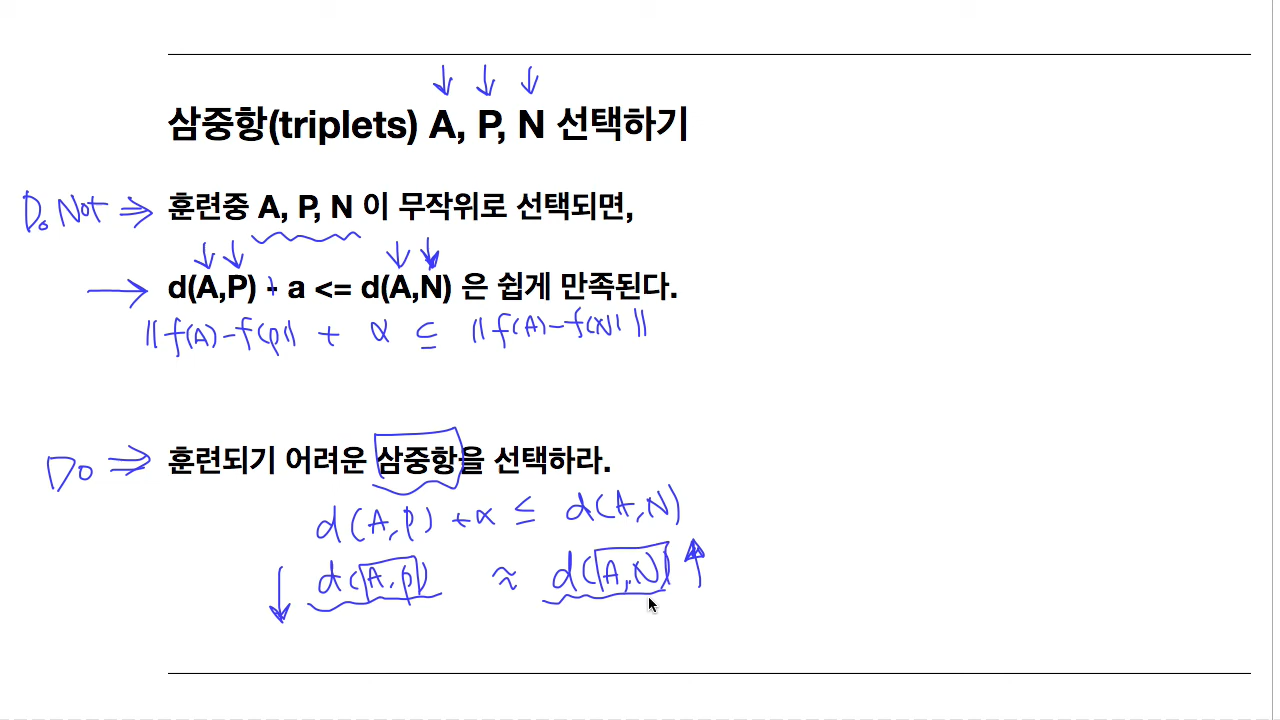 삼중항(triplets) A, P, N 선택하기
Do Not ⇒ 훈련중 A, P, N 이 무작위로 선택되면,
→ d(A,P) + a <= d(A,N) 은 쉽게 만족된다.
|| f(A) - f(p) || + α ≤ || f(A) - f(N) ||
Do ⇒ 훈련되기 어려운 삼중항을 선택하라.
d(A,p) + α ≤ d(A,N)
↓ d(A,p) ≈ d(A,N) ↑